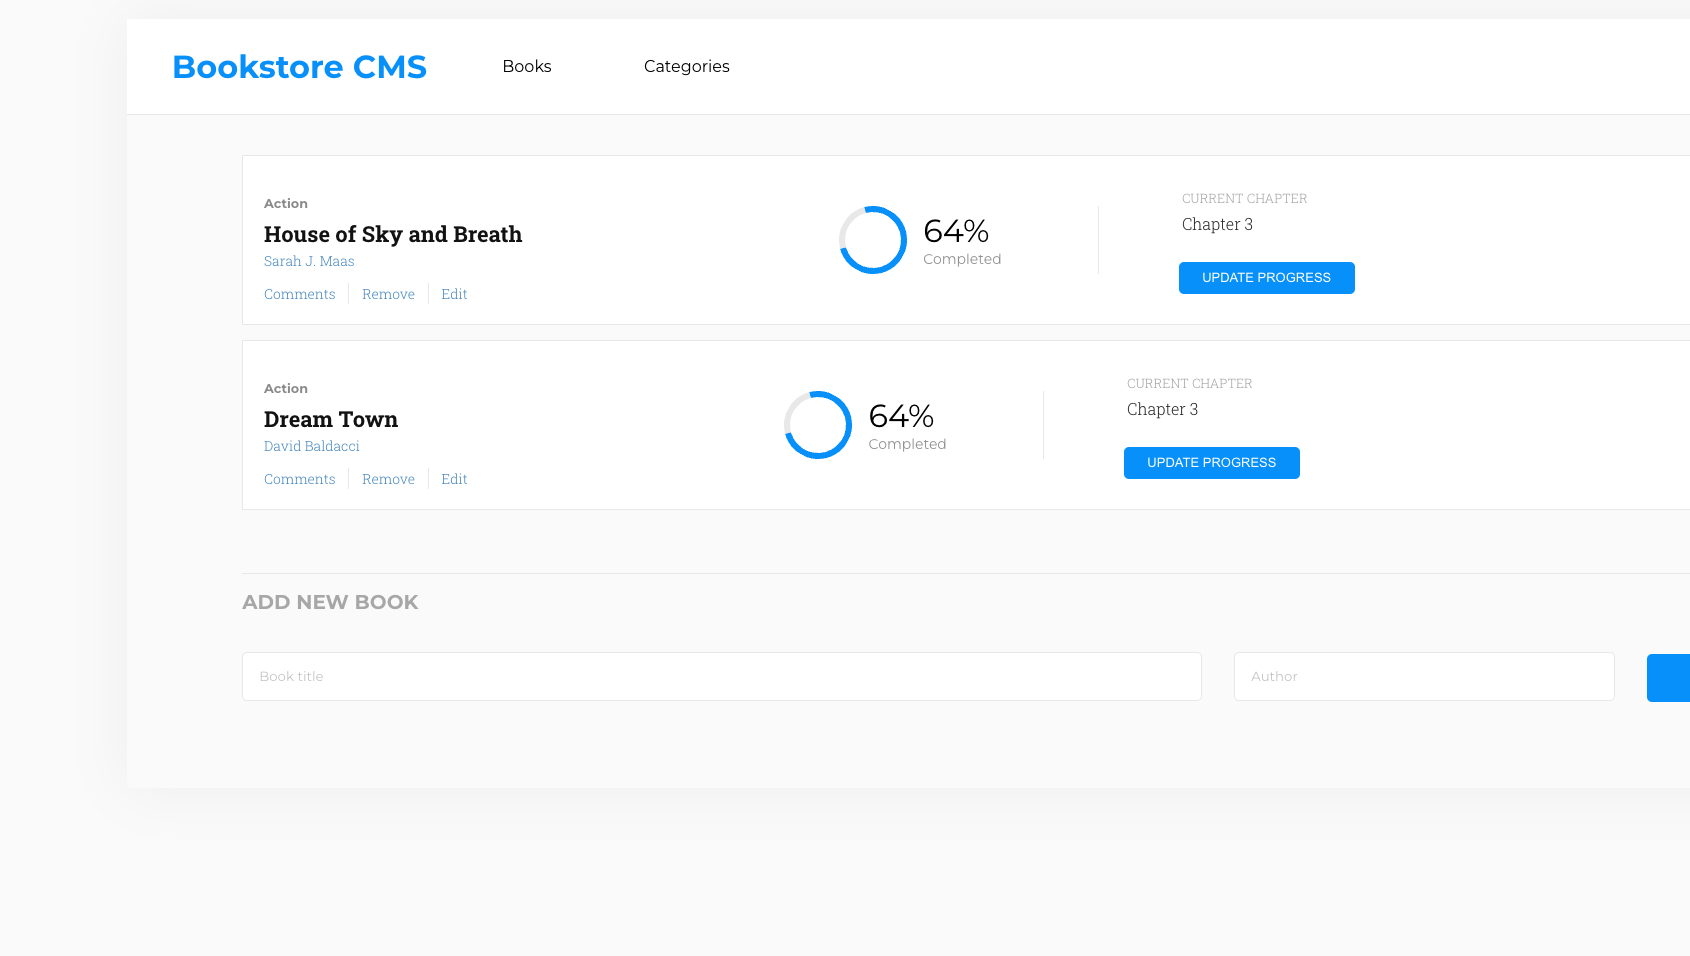 Bookstore CMS
Books
Categories
Action
House of Sky and Breath
Sarah J. Maas
Comments
Remove
Edit
64%
Completed
CURRENT CHAPTER
Chapter 3
UPDATE PROGRESS
Action
Dream Town
David Baldacci
Comments
Remove
Edit
64%
Completed
CURRENT CHAPTER
Chapter 3
UPDATE PROGRESS
ADD NEW BOOK
Book title
Author